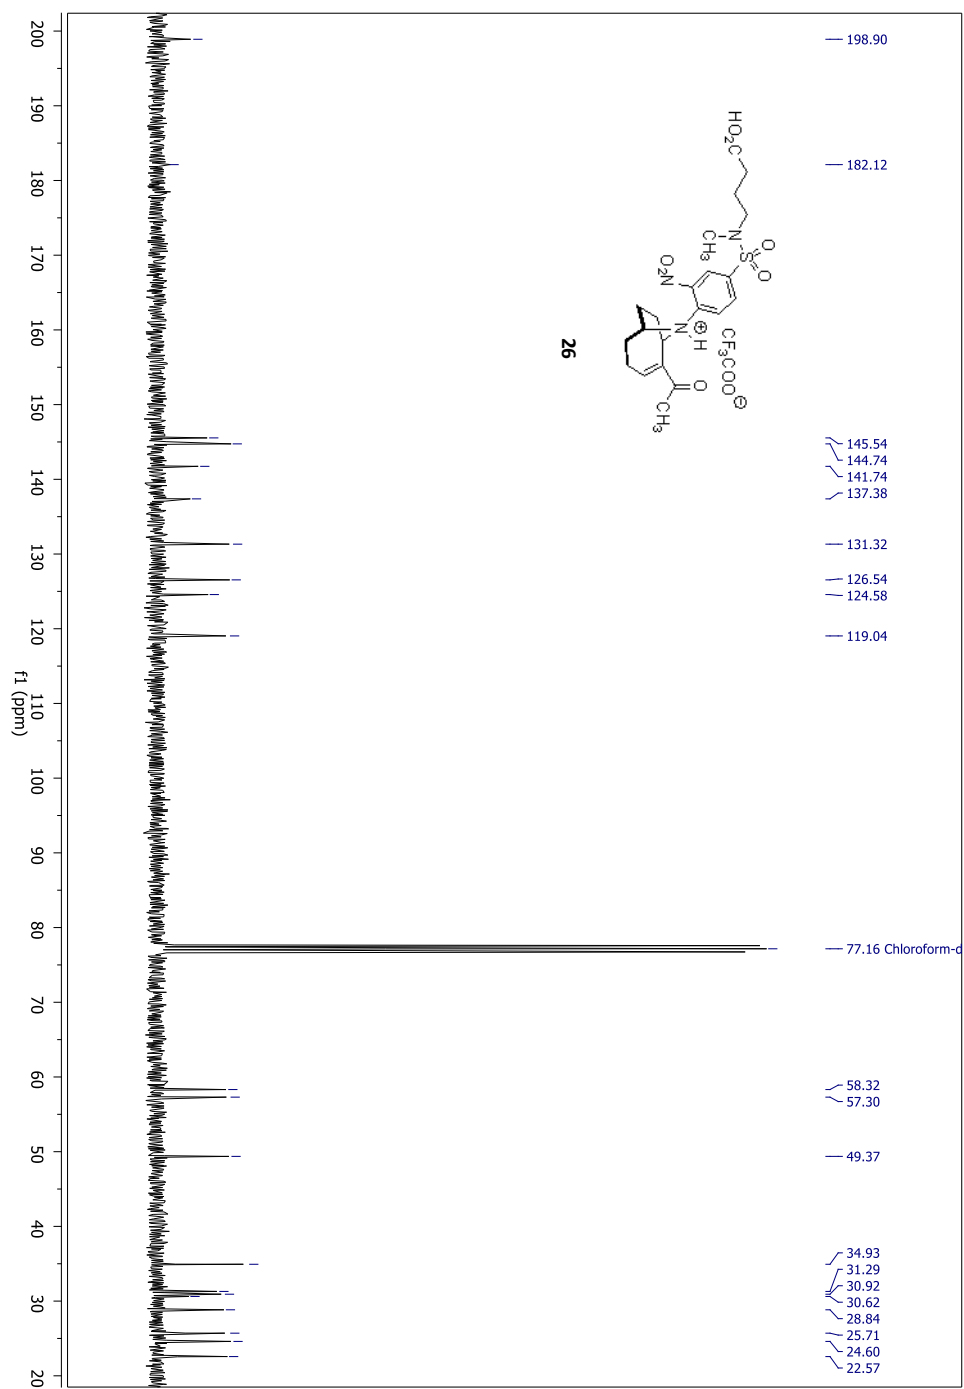 198.90
182.12
145.54
144.74
141.74
137.38
131.32
126.54
124.58
119.04
77.16 Chloroform-d
58.32
57.30
49.37
34.93
31.29
30.92
30.62
28.84
25.71
24.60
22.57
HO2C
N
CH3
S
O
O
O2N
N
H
⊕
CF3COO⊖
O
CH3
26
200 190 180 170 160 150 140 130 120 110 100 90 80 70 60 50 40 30 20
f1 (ppm)